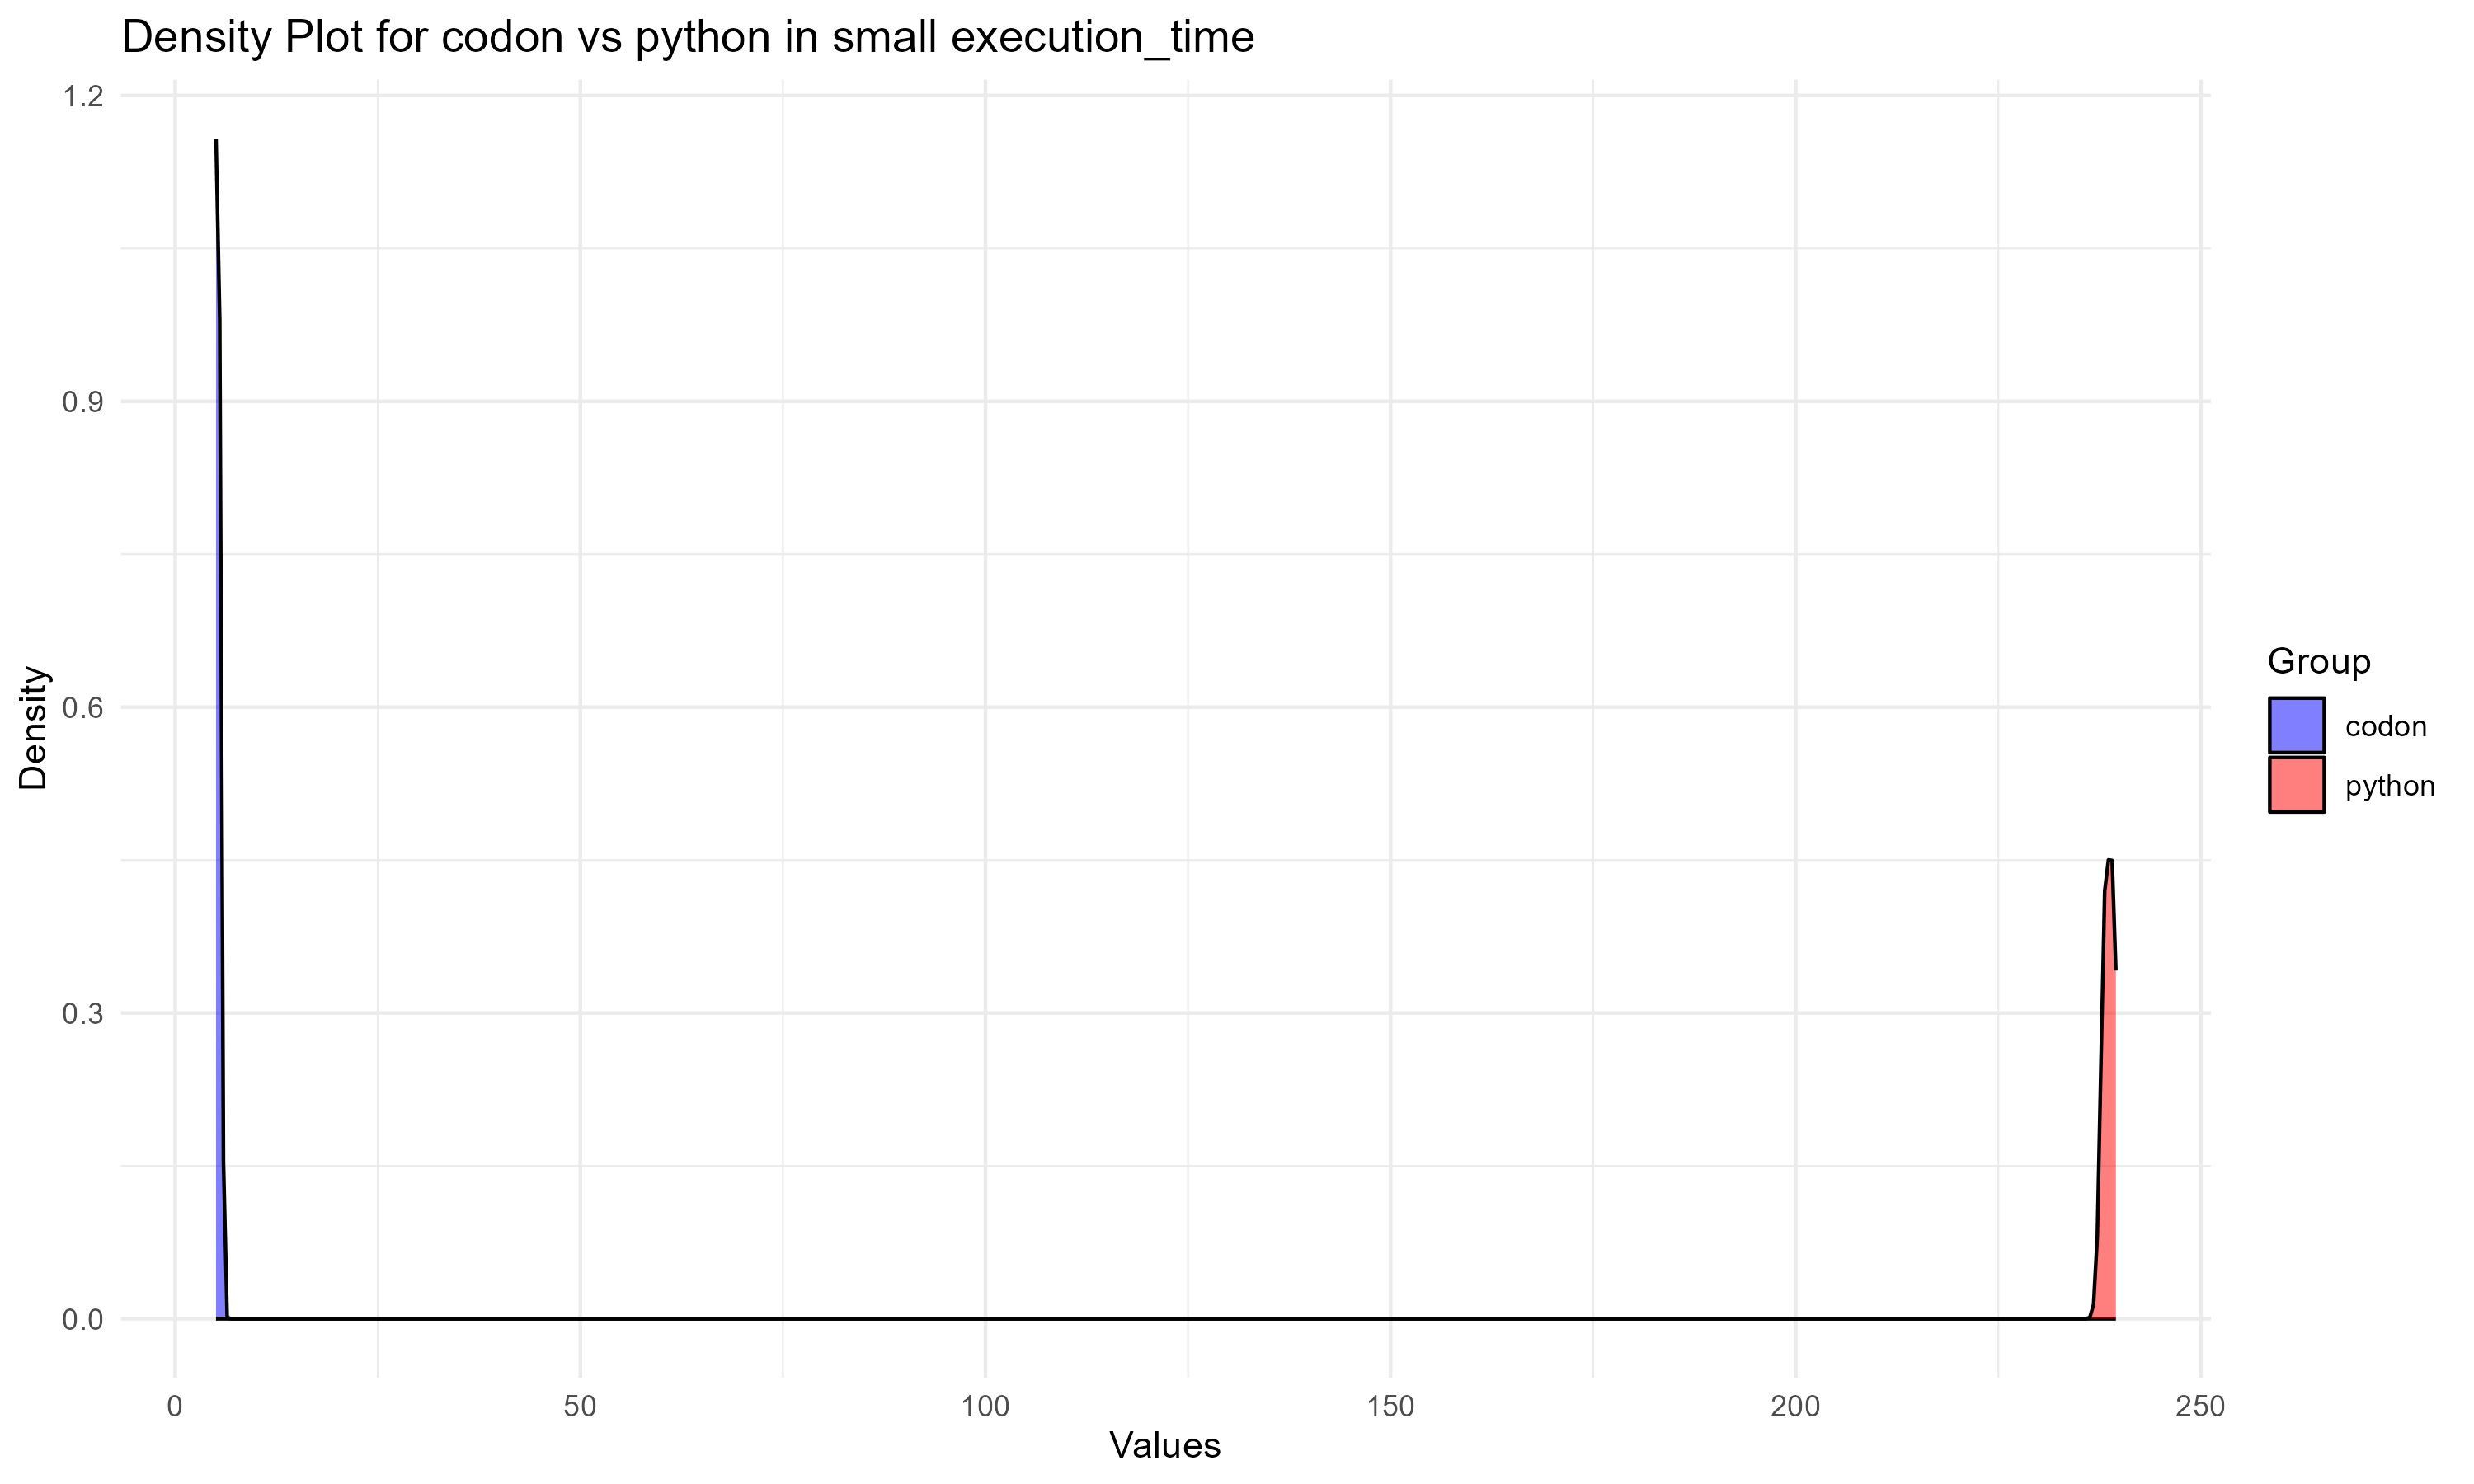 Density Plot for codon vs python in small execution_time
1.2
0.9
0.6
0.3
0.0
Density
0 50 100 150 200 250
Values
Group
codon
python